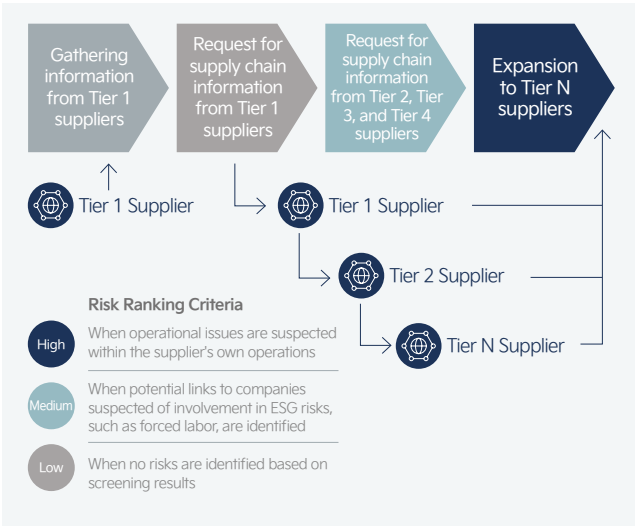 Gathering
information
from Tier 1
suppliers
Request for
supply chain
information
from Tier 1
suppliers
Request for
supply chain
information
from Tier 2, Tier
3, and Tier 4
suppliers
Expansion
to Tier N
suppliers
Tier 1 Supplier
Tier 1 Supplier
Tier 2 Supplier
Tier N Supplier
Risk Ranking Criteria
High
When operational issues are suspected
within the supplier's own operations
Medium
When potential links to companies
suspected of involvement in ESG risks,
such as forced labor, are identified
Low
When no risks are identified based on
screening results